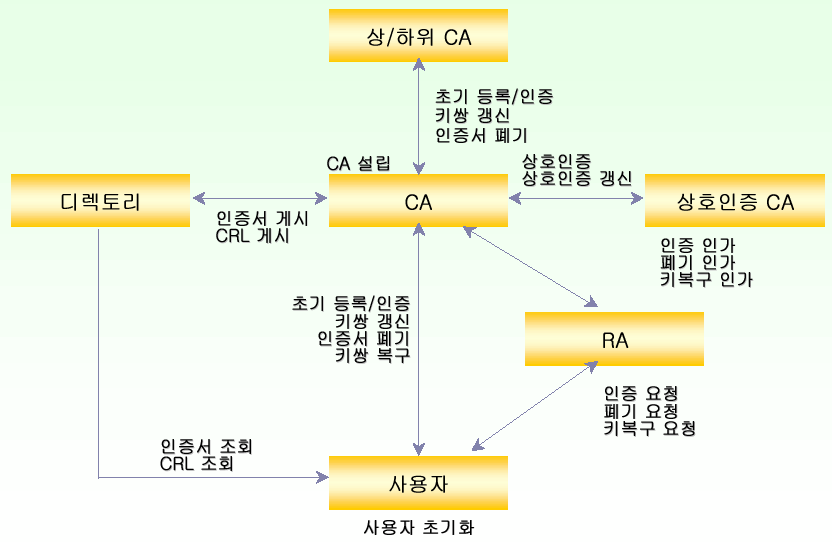 상/하위 CA
초기 등록/인증
키쌍 갱신
인증서 폐기
CA 설립
상호인증
상호인증 갱신
디렉토리
CA
상호인증 CA
인증서 게시
CRL 게시
인증 인가
폐기 인가
키복구 인가
초기 등록/인증
키쌍 갱신
인증서 폐기
키쌍 복구
RA
인증 요청
폐기 요청
키복구 요청
인증서 조회
CRL 조회
사용자
사용자 초기화